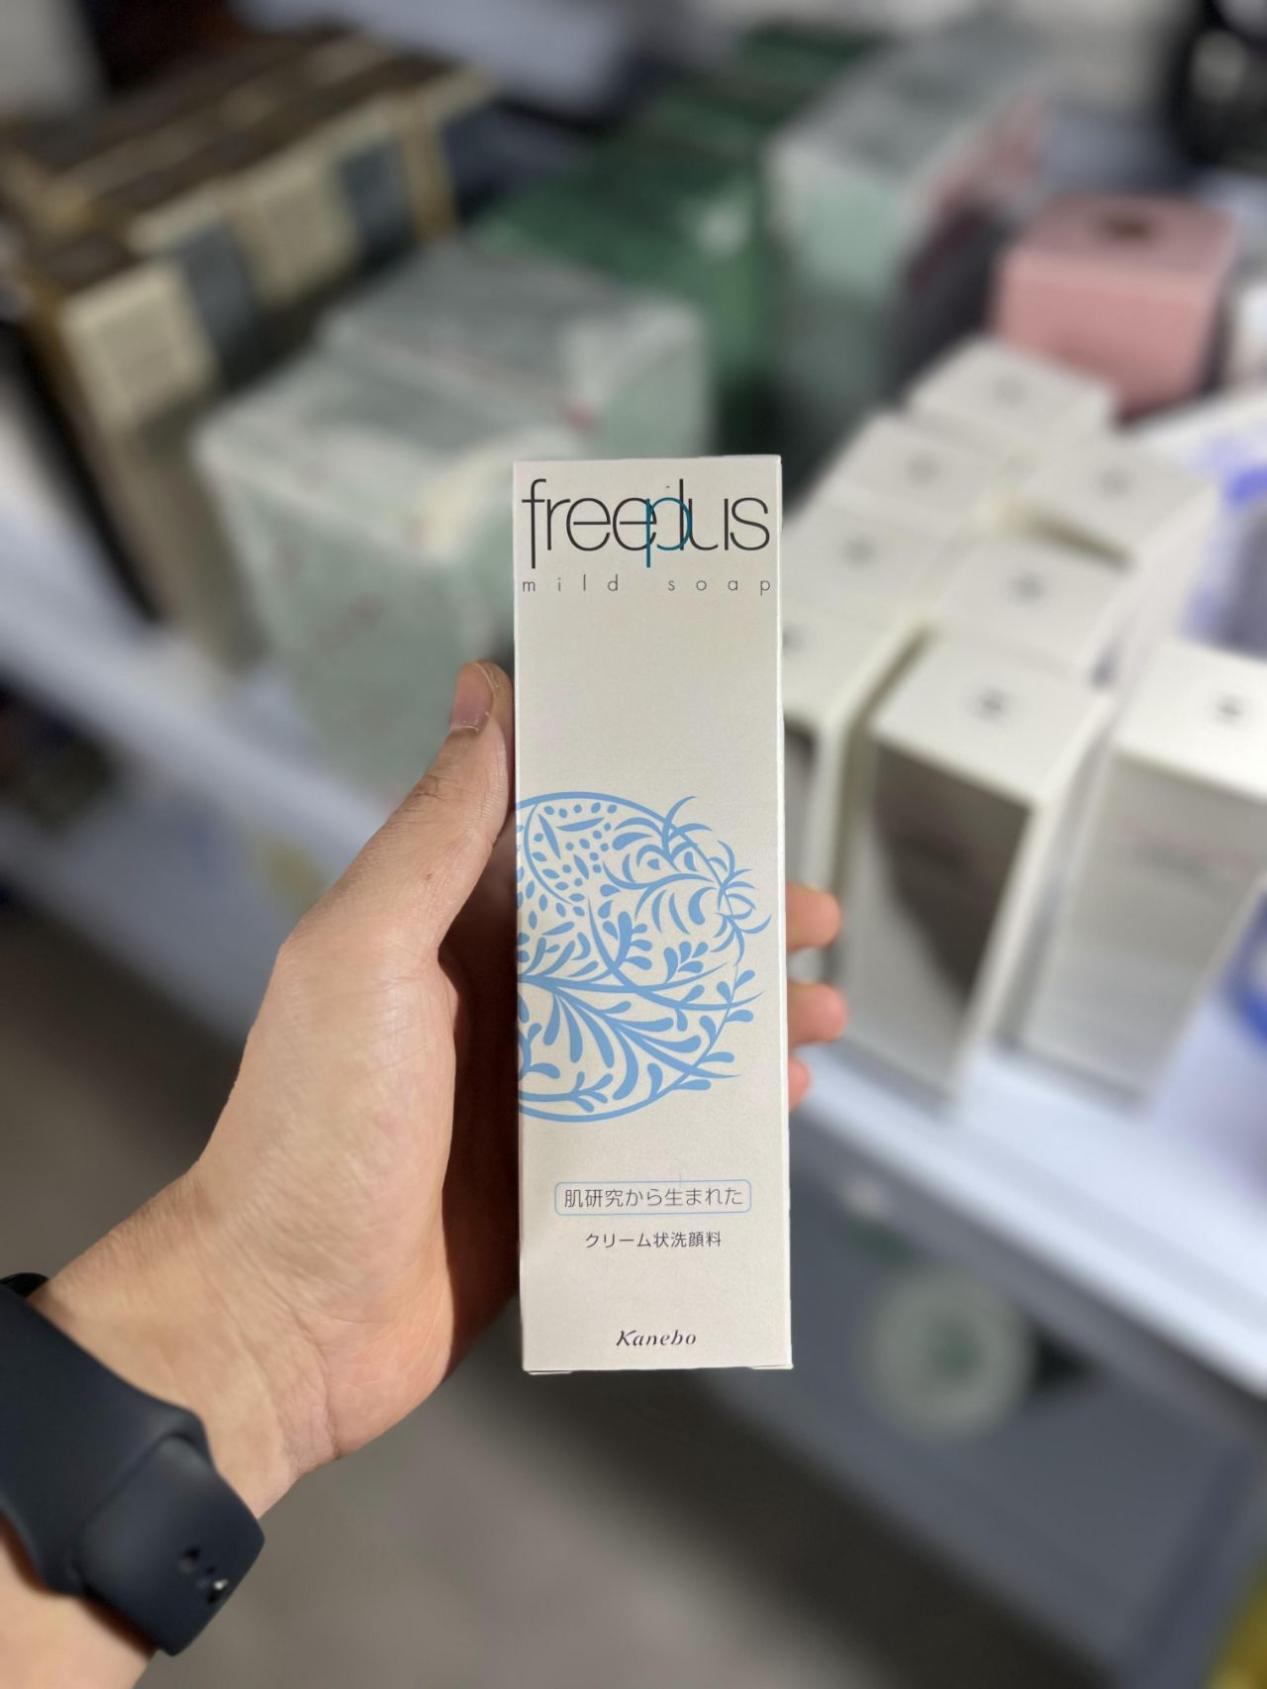 freeplus
mild soap
肌研究から生まれた
クリーム状洗顔料
Kanebo